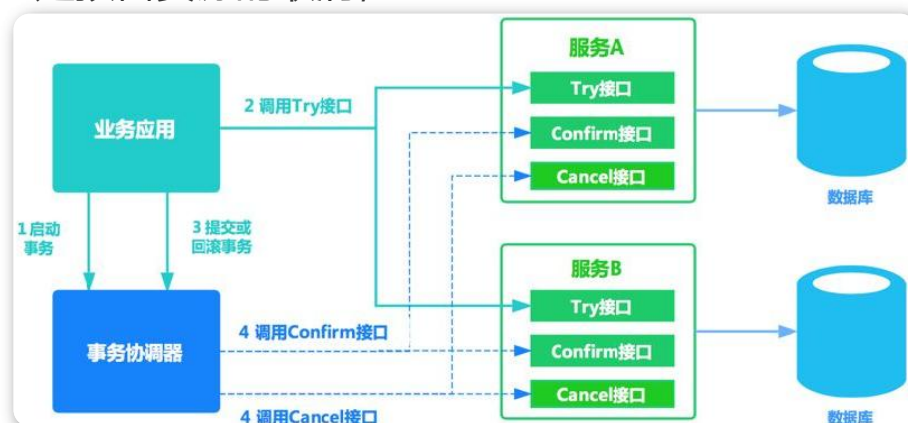 服务A
Try接口
2 调用Try接口
业务应用
Confirm接口
Cancel接口
数据库
1 启动
事务
3 提交或
回滚事务
服务B
Try接口
4 调用Confirm接口
事务协调器
Confirm接口
Cancel接口
4 调用Cancel接口
数据库